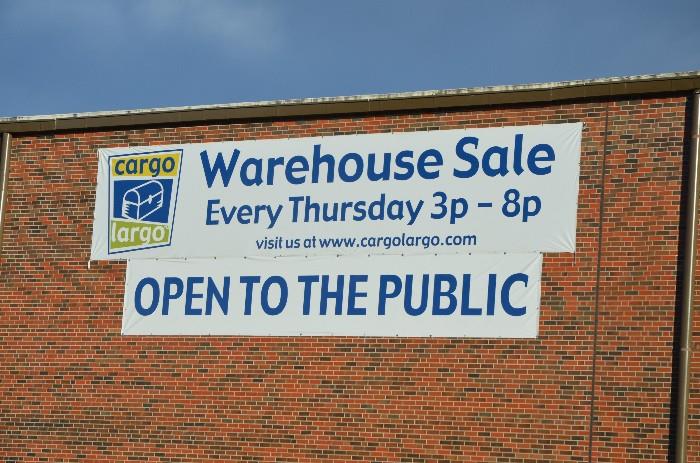 cargo
largo
Warehouse Sale
Every Thursday 3p - 8p
visit us at www.cargolargo.com
OPEN TO THE PUBLIC